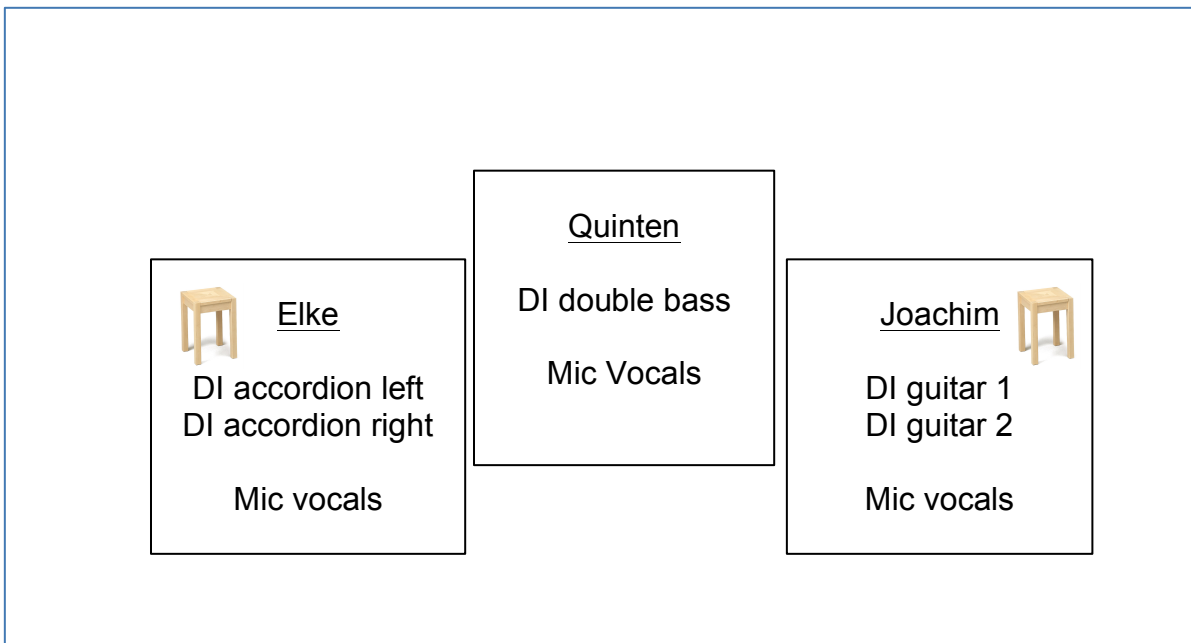 Quinten
DI double bass
Mic Vocals
Elke
DI accordion left
DI accordion right
Mic vocals
Joachim
DI guitar 1
DI guitar 2
Mic vocals